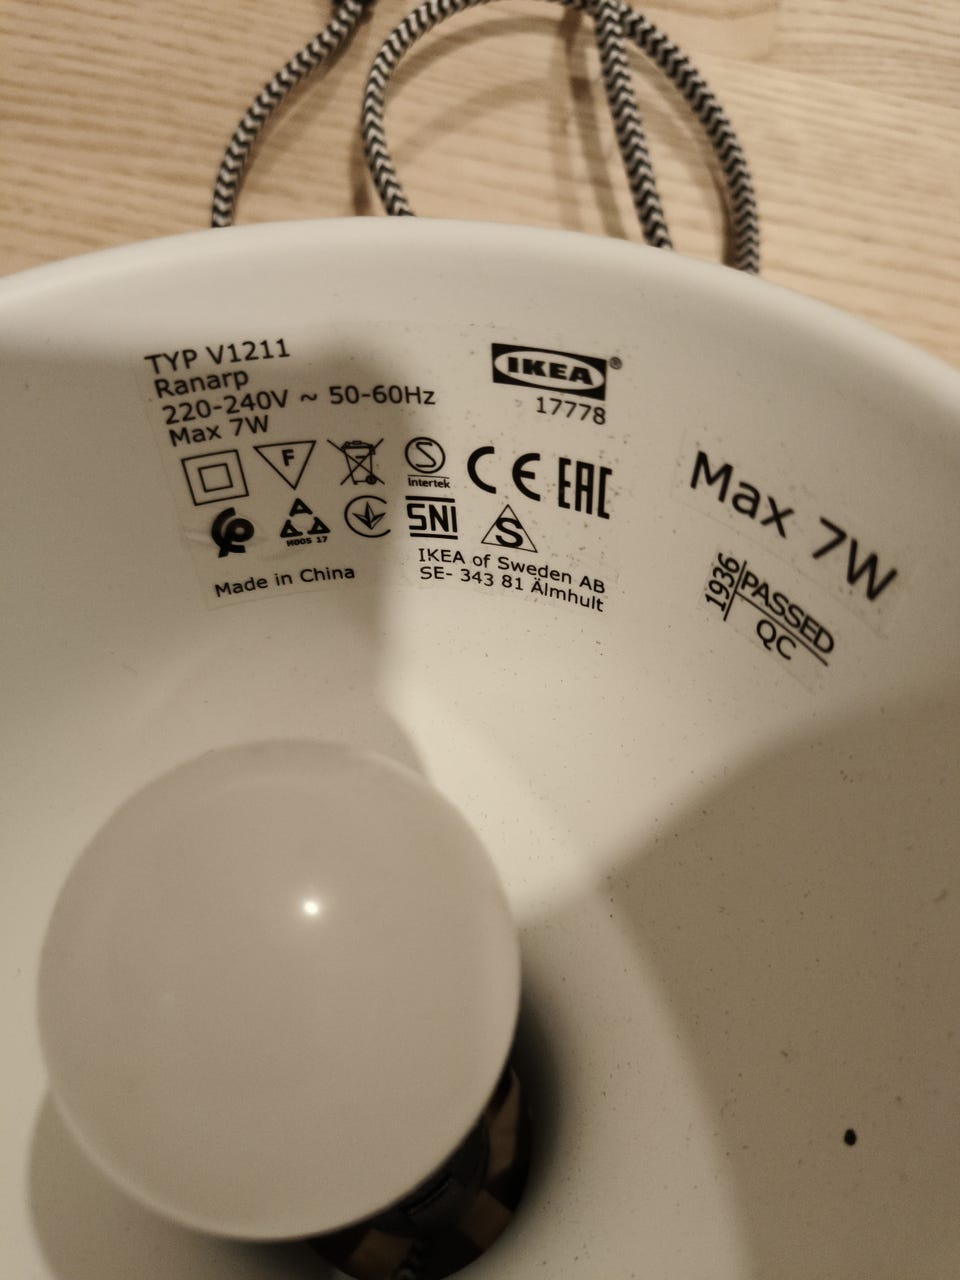 TYP V1211
Ranarp
220-240V ~ 50-60Hz
Max 7W
F
S
Intertek
CE
EAC
SNI
S
Made in China
IKEA®
17778
IKEA of Sweden AB
SE- 343 81 Älmhult
Max 7W
1936
PASSED
QC